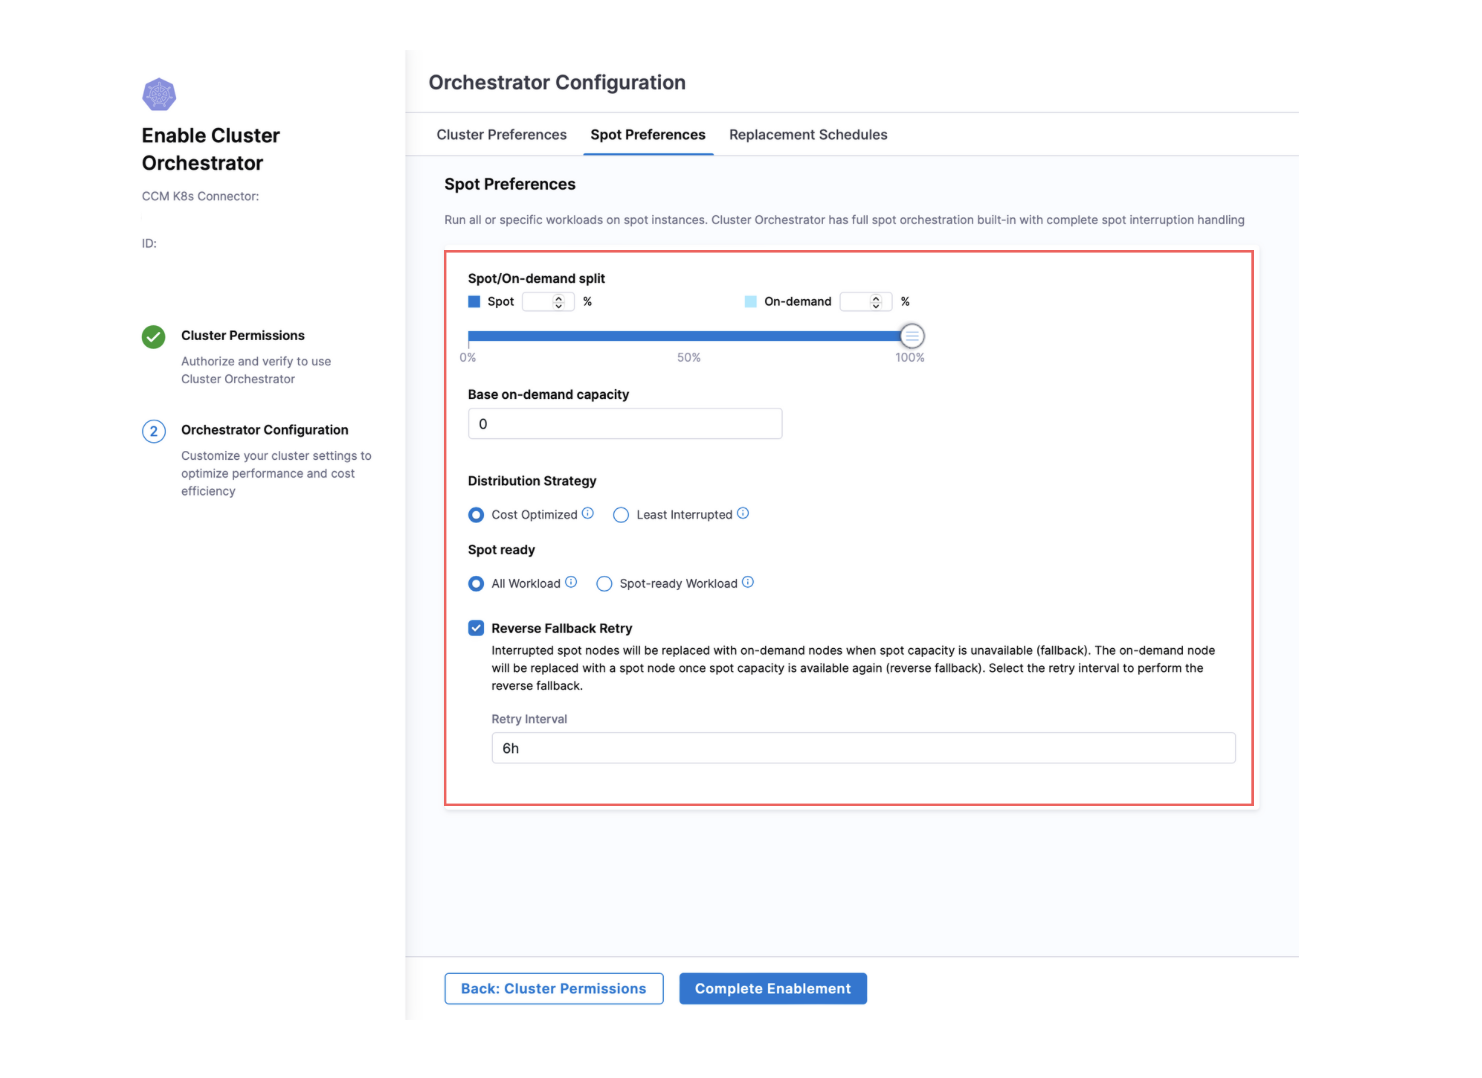 Enable Cluster
Orchestrator
CCM K8s Connector:
ID:
Cluster Permissions
Authorize and verify to use
Cluster Orchestrator
2
Orchestrator Configuration
Customize your cluster settings to
optimize performance and cost
efficiency
Orchestrator Configuration
Cluster Preferences Spot Preferences Replacement Schedules
Spot Preferences
Run all or specific workloads on spot instances. Cluster Orchestrator has full spot orchestration built-in with complete spot interruption handling
Spot/On-demand split
Spot % On-demand %
0% 50% 100%
Base on-demand capacity
0
Distribution Strategy
Cost Optimized Least Interrupted
Spot ready
All Workload Spot-ready Workload
Reverse Fallback Retry
Interrupted spot nodes will be replaced with on-demand nodes when spot capacity is unavailable (fallback). The on-demand node
will be replaced with a spot node once spot capacity is available again (reverse fallback). Select the retry interval to perform the
reverse fallback.
Retry Interval
6h
Back: Cluster Permissions Complete Enablement